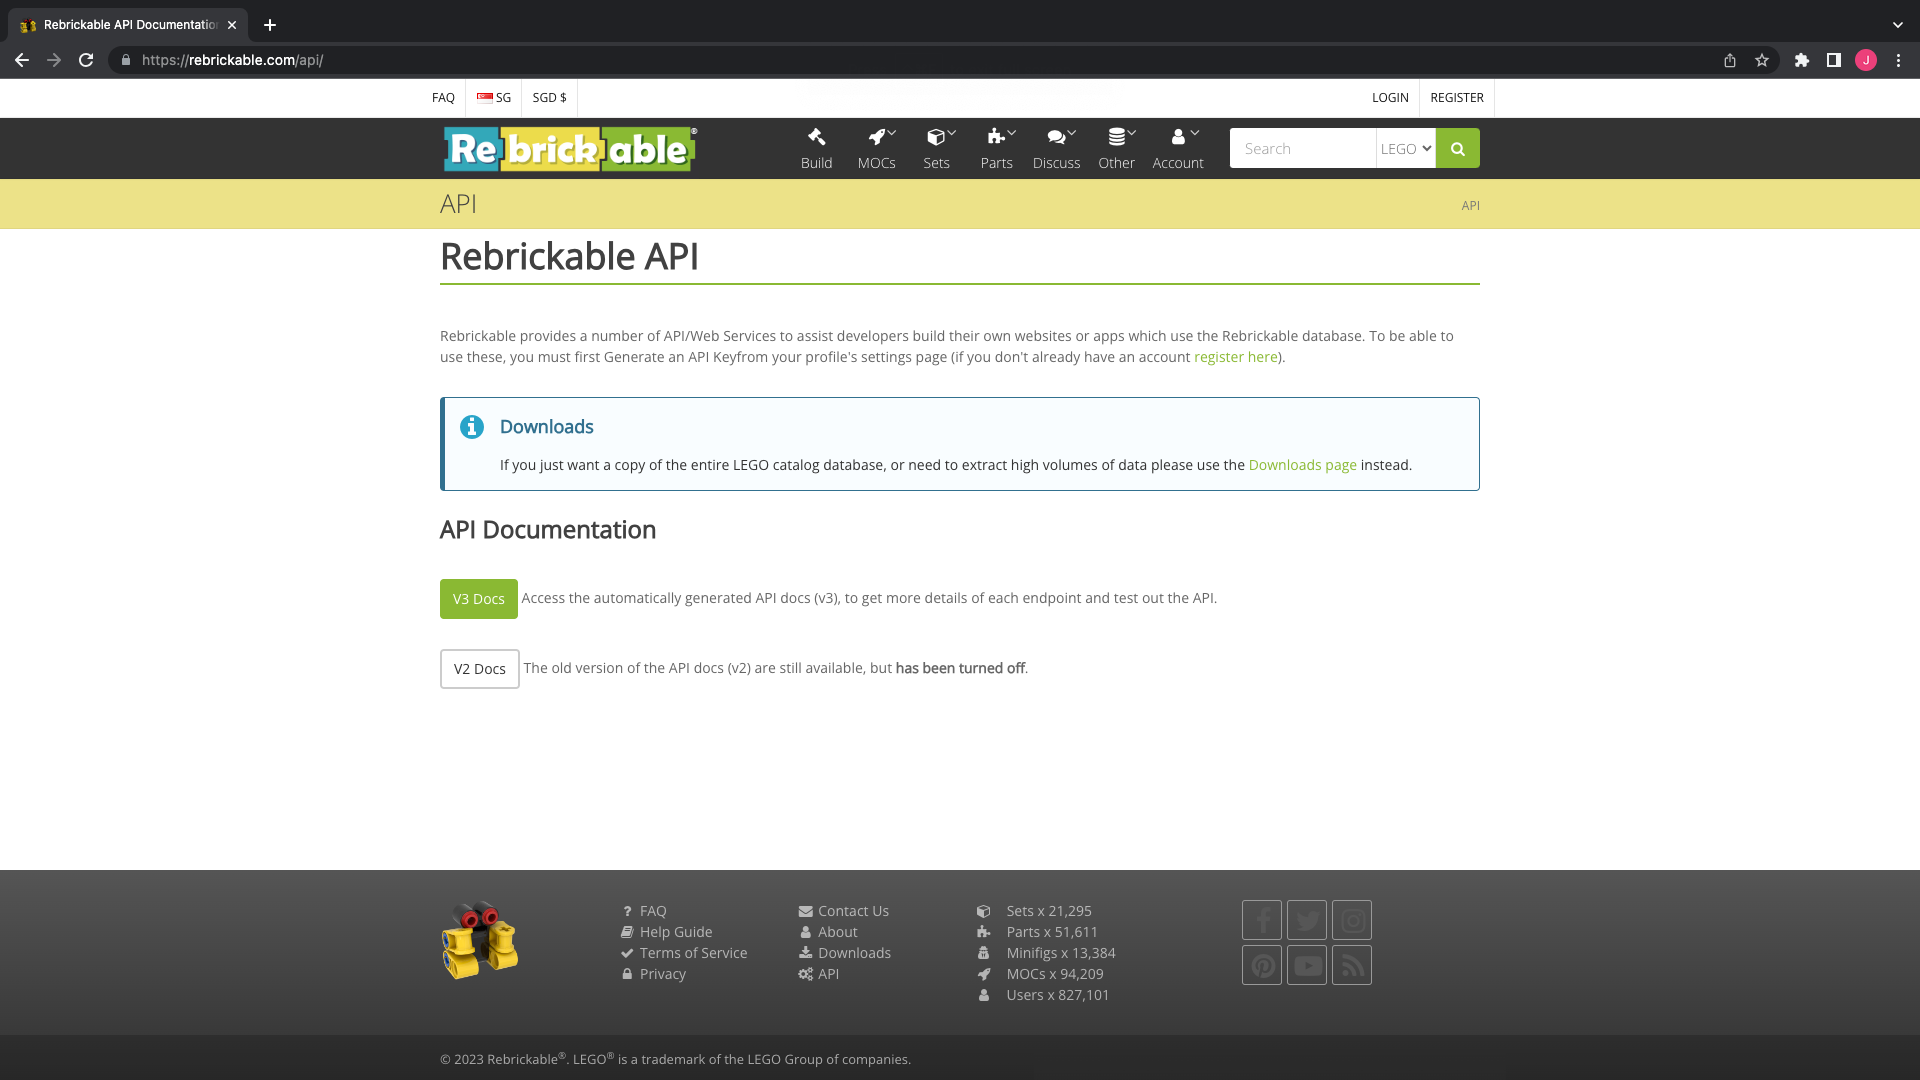 Rebrickable API Documentatio
https://rebrickable.com/api/
J
FAQ
SG
SGD $
LOGIN
REGISTER
Rebrickable®
Build
MOCs
Sets
Parts
Discuss
Other
Account
Search
LEGO
API
API
Rebrickable API
Rebrickable provides a number of API/Web Services to assist developers build their own websites or apps which use the Rebrickable database. To be able to
use these, you must first Generate an API Keyfrom your profile's settings page (if you don't already have an account register here).
Downloads
If you just want a copy of the entire LEGO catalog database, or need to extract high volumes of data please use the Downloads page instead.
API Documentation
V3 Docs Access the automatically generated API docs (v3), to get more details of each endpoint and test out the API.
V2 Docs The old version of the API docs (v2) are still available, but has been turned off.
FAQ
Help Guide
Terms of Service
Privacy
Contact Us
About
Downloads
API
Sets x 21,295
Parts x 51,611
Minifigs x 13,384
MOCs x 94,209
Users x 827,101
© 2023 Rebrickable®. LEGO® is a trademark of the LEGO Group of companies.